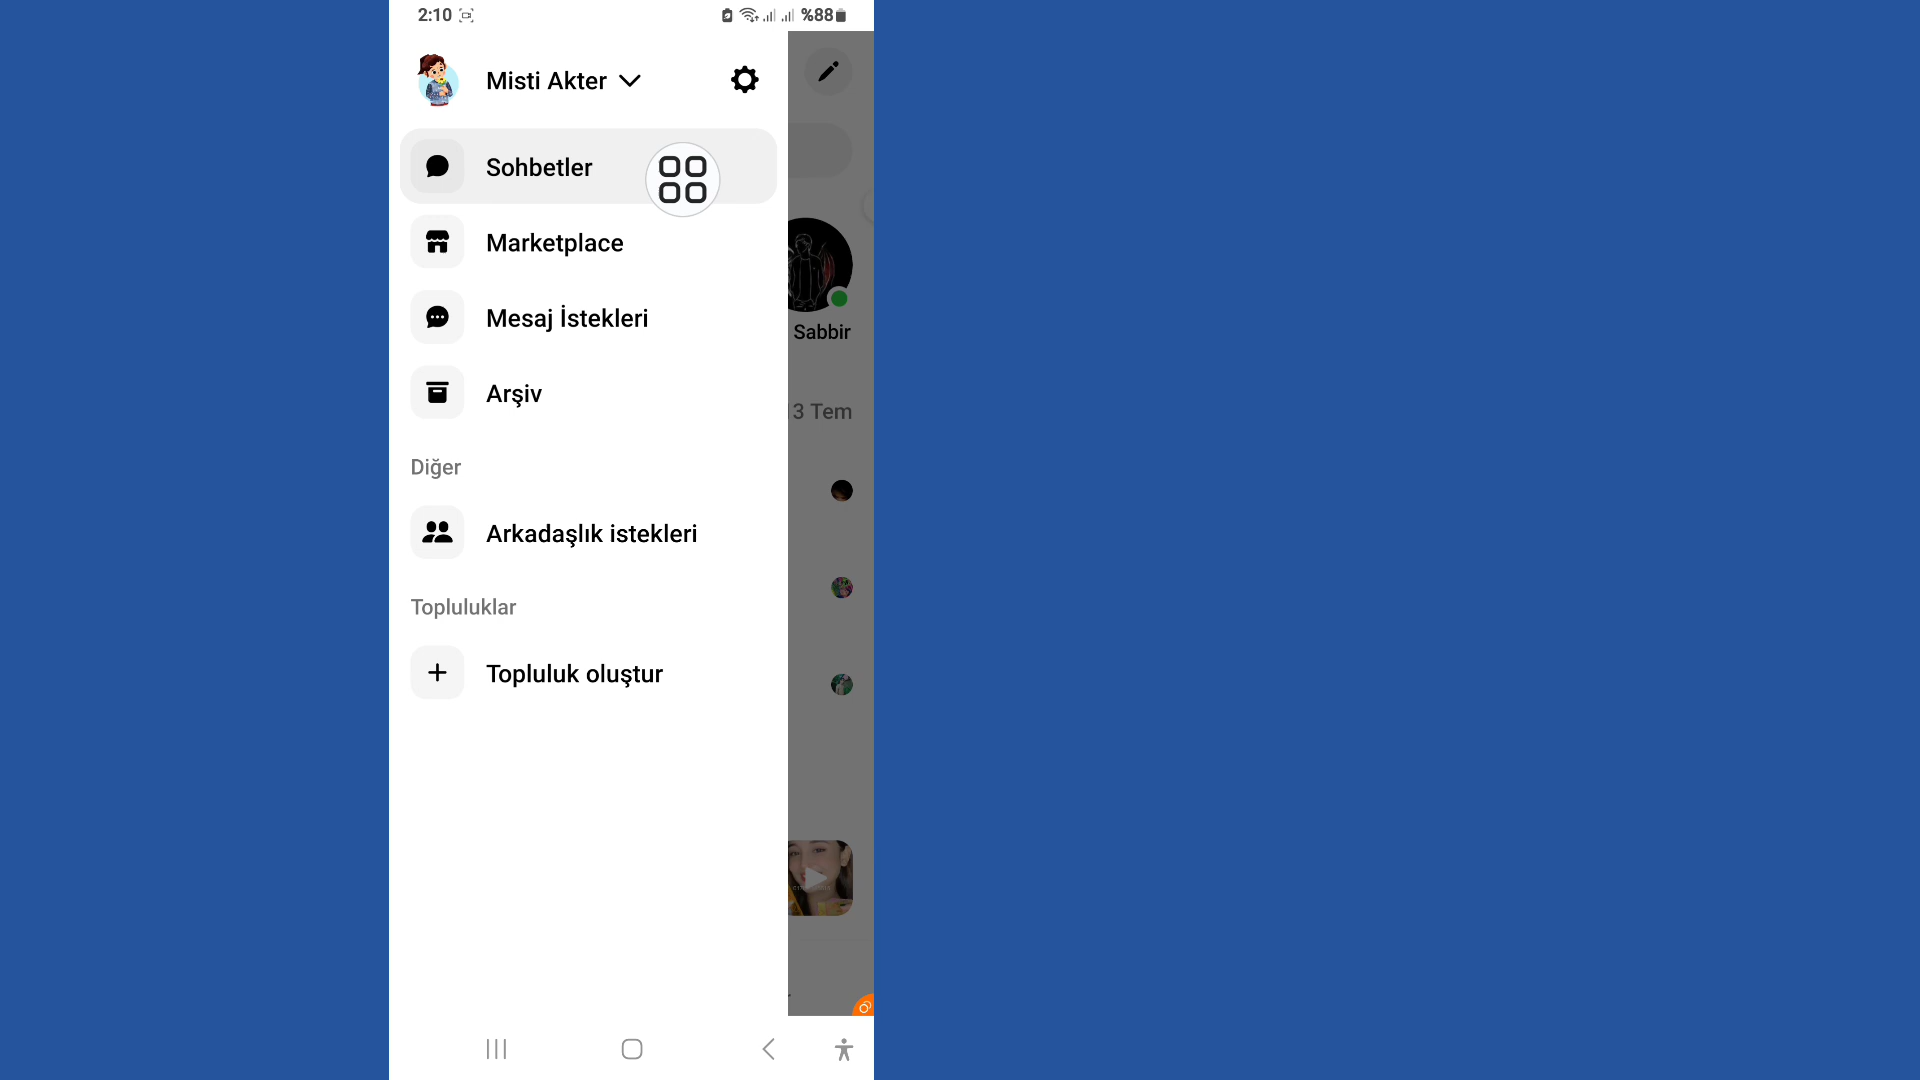 2:10
%88
Misti Akter
Sohbetler
Marketplace
Mesaj İstekleri
Sabbir
Arşiv
3 Tem
Diğer
Arkadaşlık istekleri
Topluluklar
Topluluk oluştur